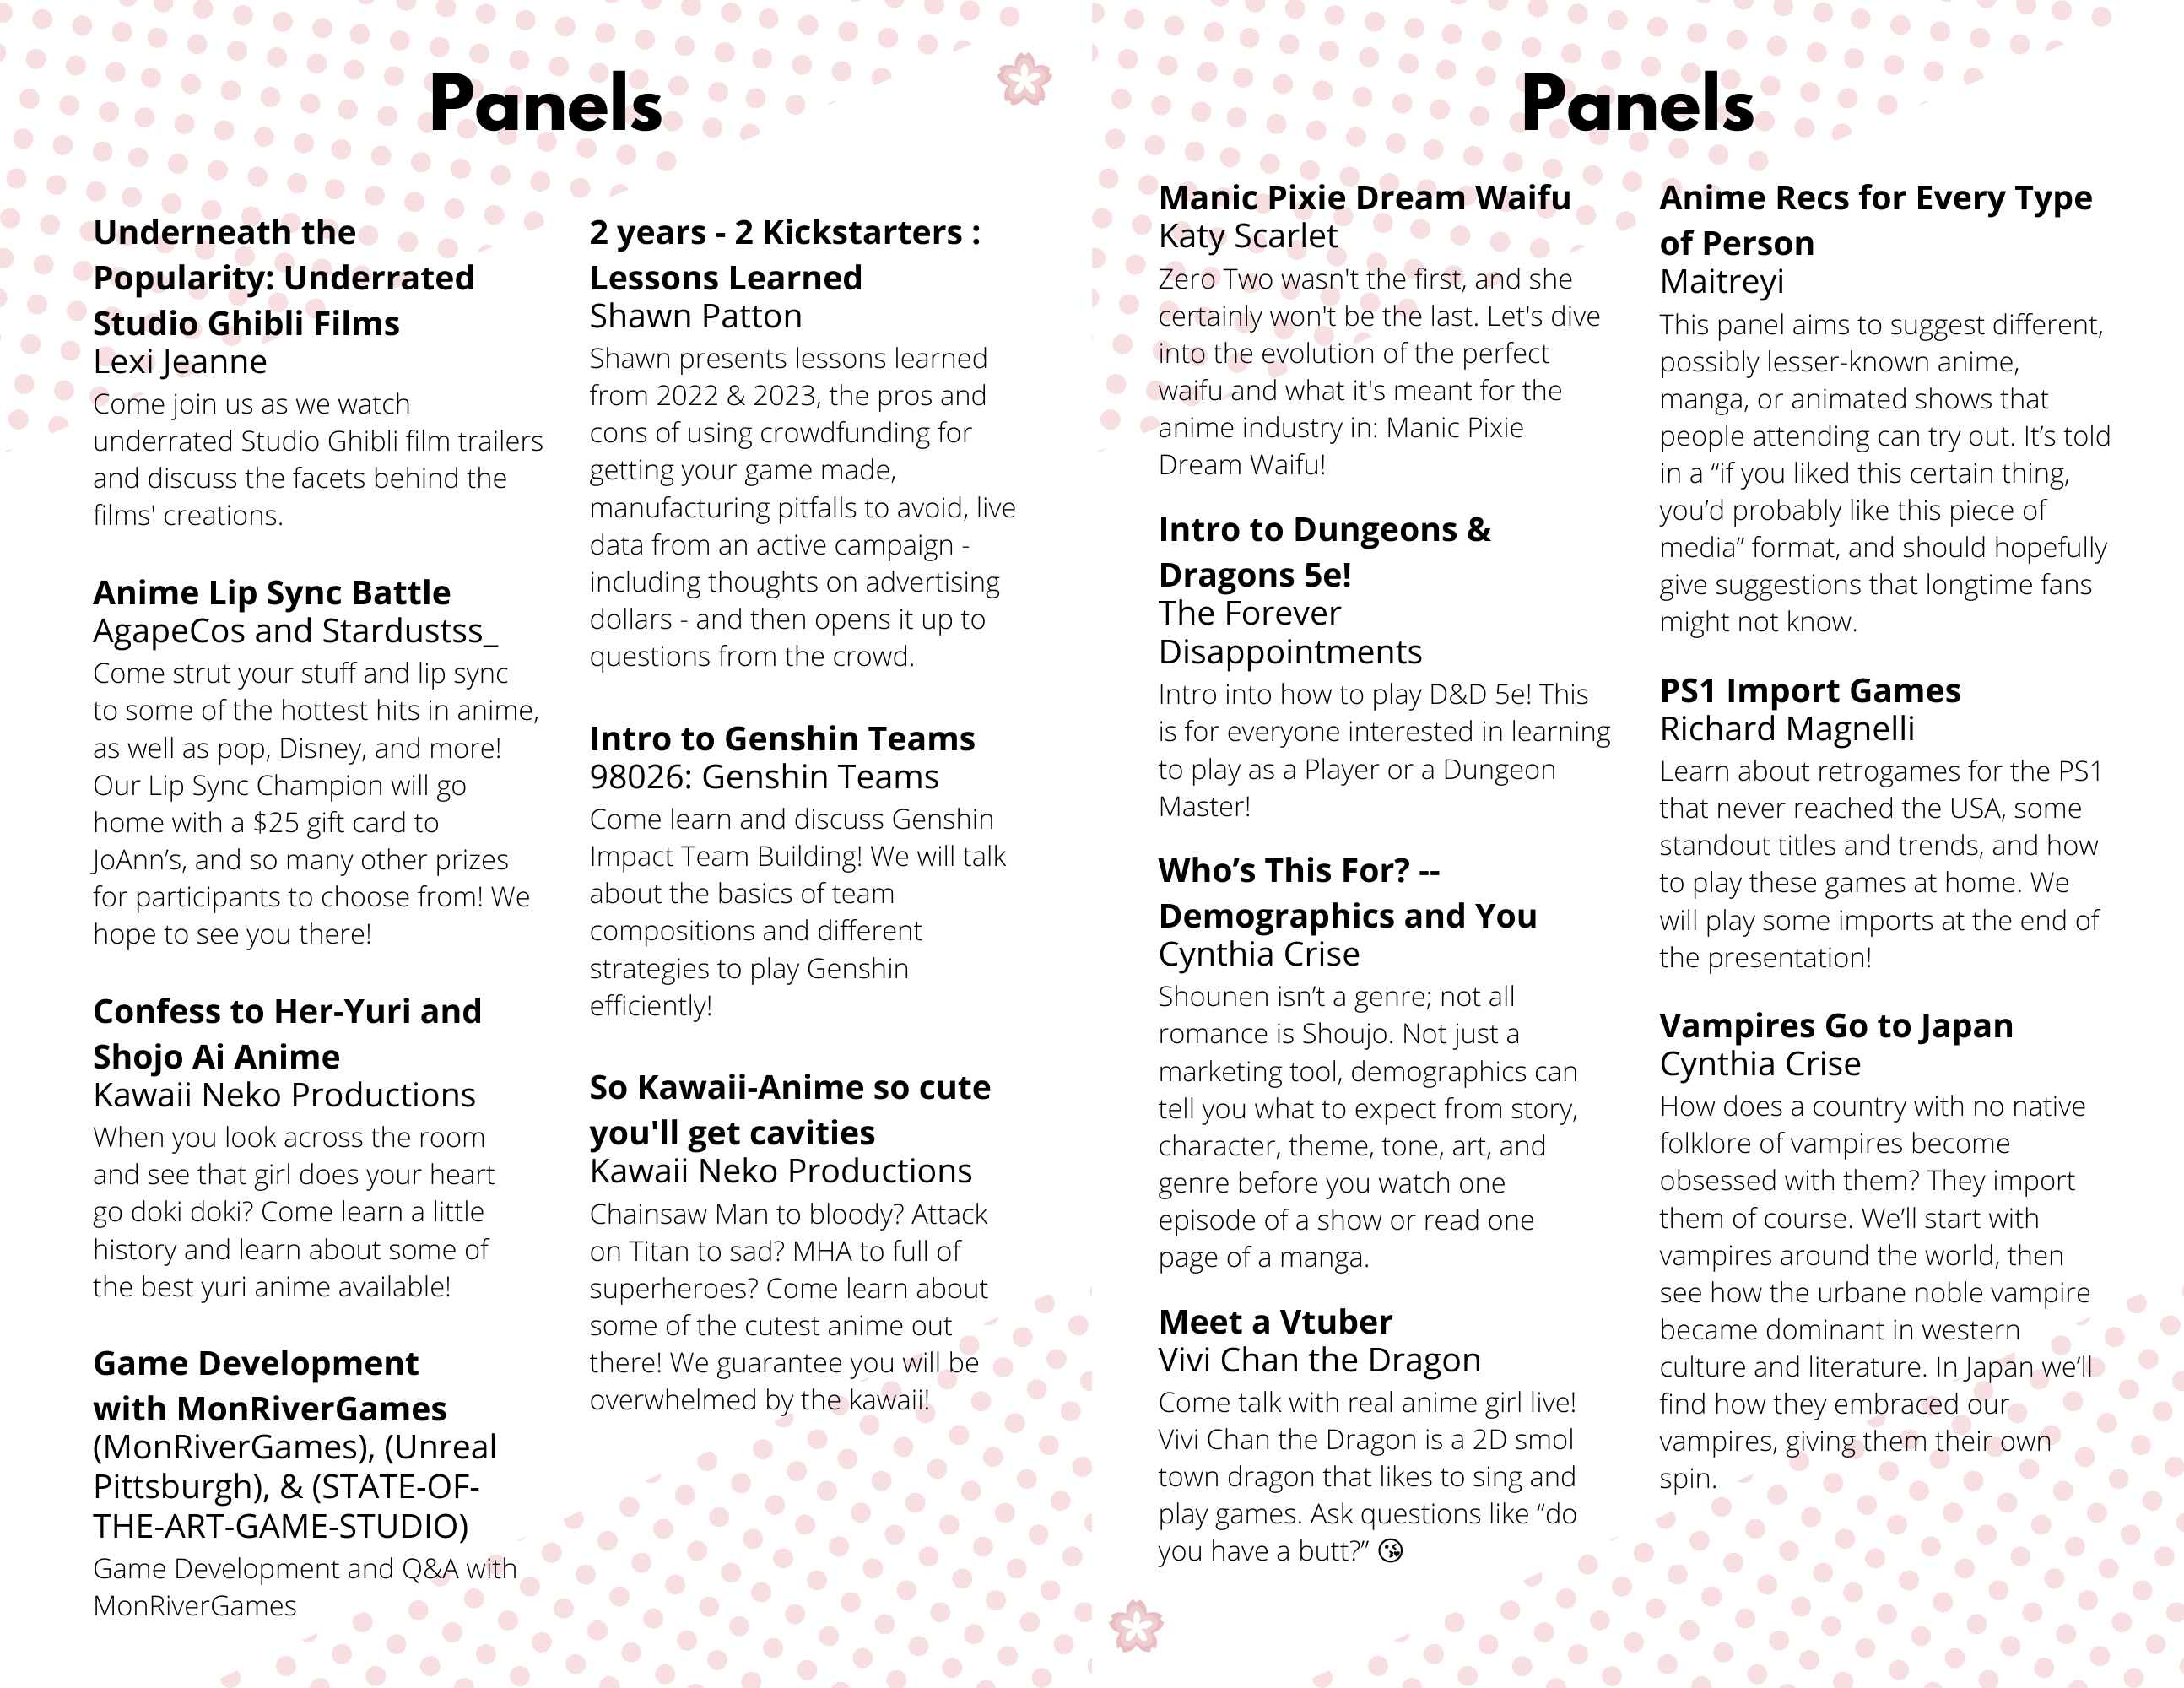 Panels
Underneath the
Popularity: Underrated
Studio Ghibli Films
Lexi Jeanne
Come join us as we watch
underrated Studio Ghibli film trailers
and discuss the facets behind the
films' creations.
Anime Lip Sync Battle
AgapeCos and Stardustss_
Come strut your stuff and lip sync
to some of the hottest hits in anime,
as well as pop, Disney, and more!
Our Lip Sync Champion will go
home with a $25 gift card to
JoAnn’s, and so many other prizes
for participants to choose from! We
hope to see you there!
Confess to Her-Yuri and
Shojo Ai Anime
Kawaii Neko Productions
When you look across the room
and see that girl does your heart
go doki doki? Come learn a little
history and learn about some of
the best yuri anime available!
Game Development
with MonRiverGames
(MonRiverGames), (Unreal
Pittsburgh), & (STATE-OF-
THE-ART-GAME-STUDIO)
Game Development and Q&A with
MonRiverGames
2 years - 2 Kickstarters :
Lessons Learned
Shawn Patton
Shawn presents lessons learned
from 2022 & 2023, the pros and
cons of using crowdfunding for
getting your game made,
manufacturing pitfalls to avoid, live
data from an active campaign -
including thoughts on advertising
dollars - and then opens it up to
questions from the crowd.
Intro to Genshin Teams
98026: Genshin Teams
Come learn and discuss Genshin
Impact Team Building! We will talk
about the basics of team
compositions and different
strategies to play Genshin
efficiently!
So Kawaii-Anime so cute
you'll get cavities
Kawaii Neko Productions
Chainsaw Man to bloody? Attack
on Titan to sad? MHA to full of
superheroes? Come learn about
some of the cutest anime out
there! We guarantee you will be
overwhelmed by the kawaii!
Panels
Manic Pixie Dream Waifu
Katy Scarlet
Zero Two wasn't the first, and she
certainly won't be the last. Let's dive
into the evolution of the perfect
waifu and what it's meant for the
anime industry in: Manic Pixie
Dream Waifu!
Intro to Dungeons &
Dragons 5e!
The Forever
Disappointments
Intro into how to play D&D 5e! This
is for everyone interested in learning
to play as a Player or a Dungeon
Master!
Who’s This For? --
Demographics and You
Cynthia Crise
Shounen isn’t a genre; not all
romance is Shoujo. Not just a
marketing tool, demographics can
tell you what to expect from story,
character, theme, tone, art, and
genre before you watch one
episode of a show or read one
page of a manga.
Meet a Vtuber
Vivi Chan the Dragon
Come talk with real anime girl live!
Vivi Chan the Dragon is a 2D smol
town dragon that likes to sing and
play games. Ask questions like “do
you have a butt?” 😘
Anime Recs for Every Type
of Person
Maitreyi
This panel aims to suggest different,
possibly lesser-known anime,
manga, or animated shows that
people attending can try out. It’s told
in a “if you liked this certain thing,
you’d probably like this piece of
media” format, and should hopefully
give suggestions that longtime fans
might not know.
PS1 Import Games
Richard Magnelli
Learn about retrogames for the PS1
that never reached the USA, some
standout titles and trends, and how
to play these games at home. We
will play some imports at the end of
the presentation!
Vampires Go to Japan
Cynthia Crise
How does a country with no native
folklore of vampires become
obsessed with them? They import
them of course. We’ll start with
vampires around the world, then
see how the urbane noble vampire
became dominant in western
culture and literature. In Japan we’ll
find how they embraced our
vampires, giving them their own
spin.